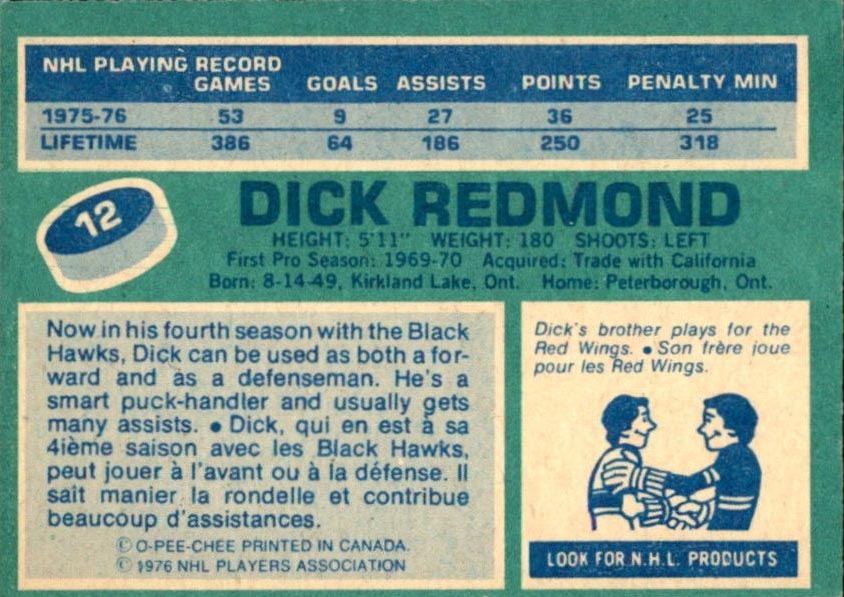 NHL PLAYING RECORD
GAMES GOALS ASSISTS POINTS PENALTY MIN
1975-76 53 9 27 36 25
LIFETIME 386 64 186 250 318
12
DICK REDMOND
HEIGHT: 5'11" WEIGHT: 180 SHOOTS: LEFT
First Pro Season: 1969-70 Acquired: Trade with California
Born: 8-14-49, Kirkland Lake, Ont. Home: Peterborough, Ont.
Now in his fourth season with the Black
Hawks, Dick can be used as both a for-
ward and as a defenseman. He's a
smart puck-handler and usually gets
many assists. • Dick, qui en est à sa
4ième saison avec les Black Hawks,
peut jouer à l'avant ou à la défense. Il
sait manier la rondelle et contribue
beaucoup d'assistances.
© O-PEE-CHEE PRINTED IN CANADA.
© 1976 NHL PLAYERS ASSOCIATION
Dick's brother plays for the
Red Wings. • Son frère joue
pour les Red Wings.
LOOK FOR N.H.L. PRODUCTS